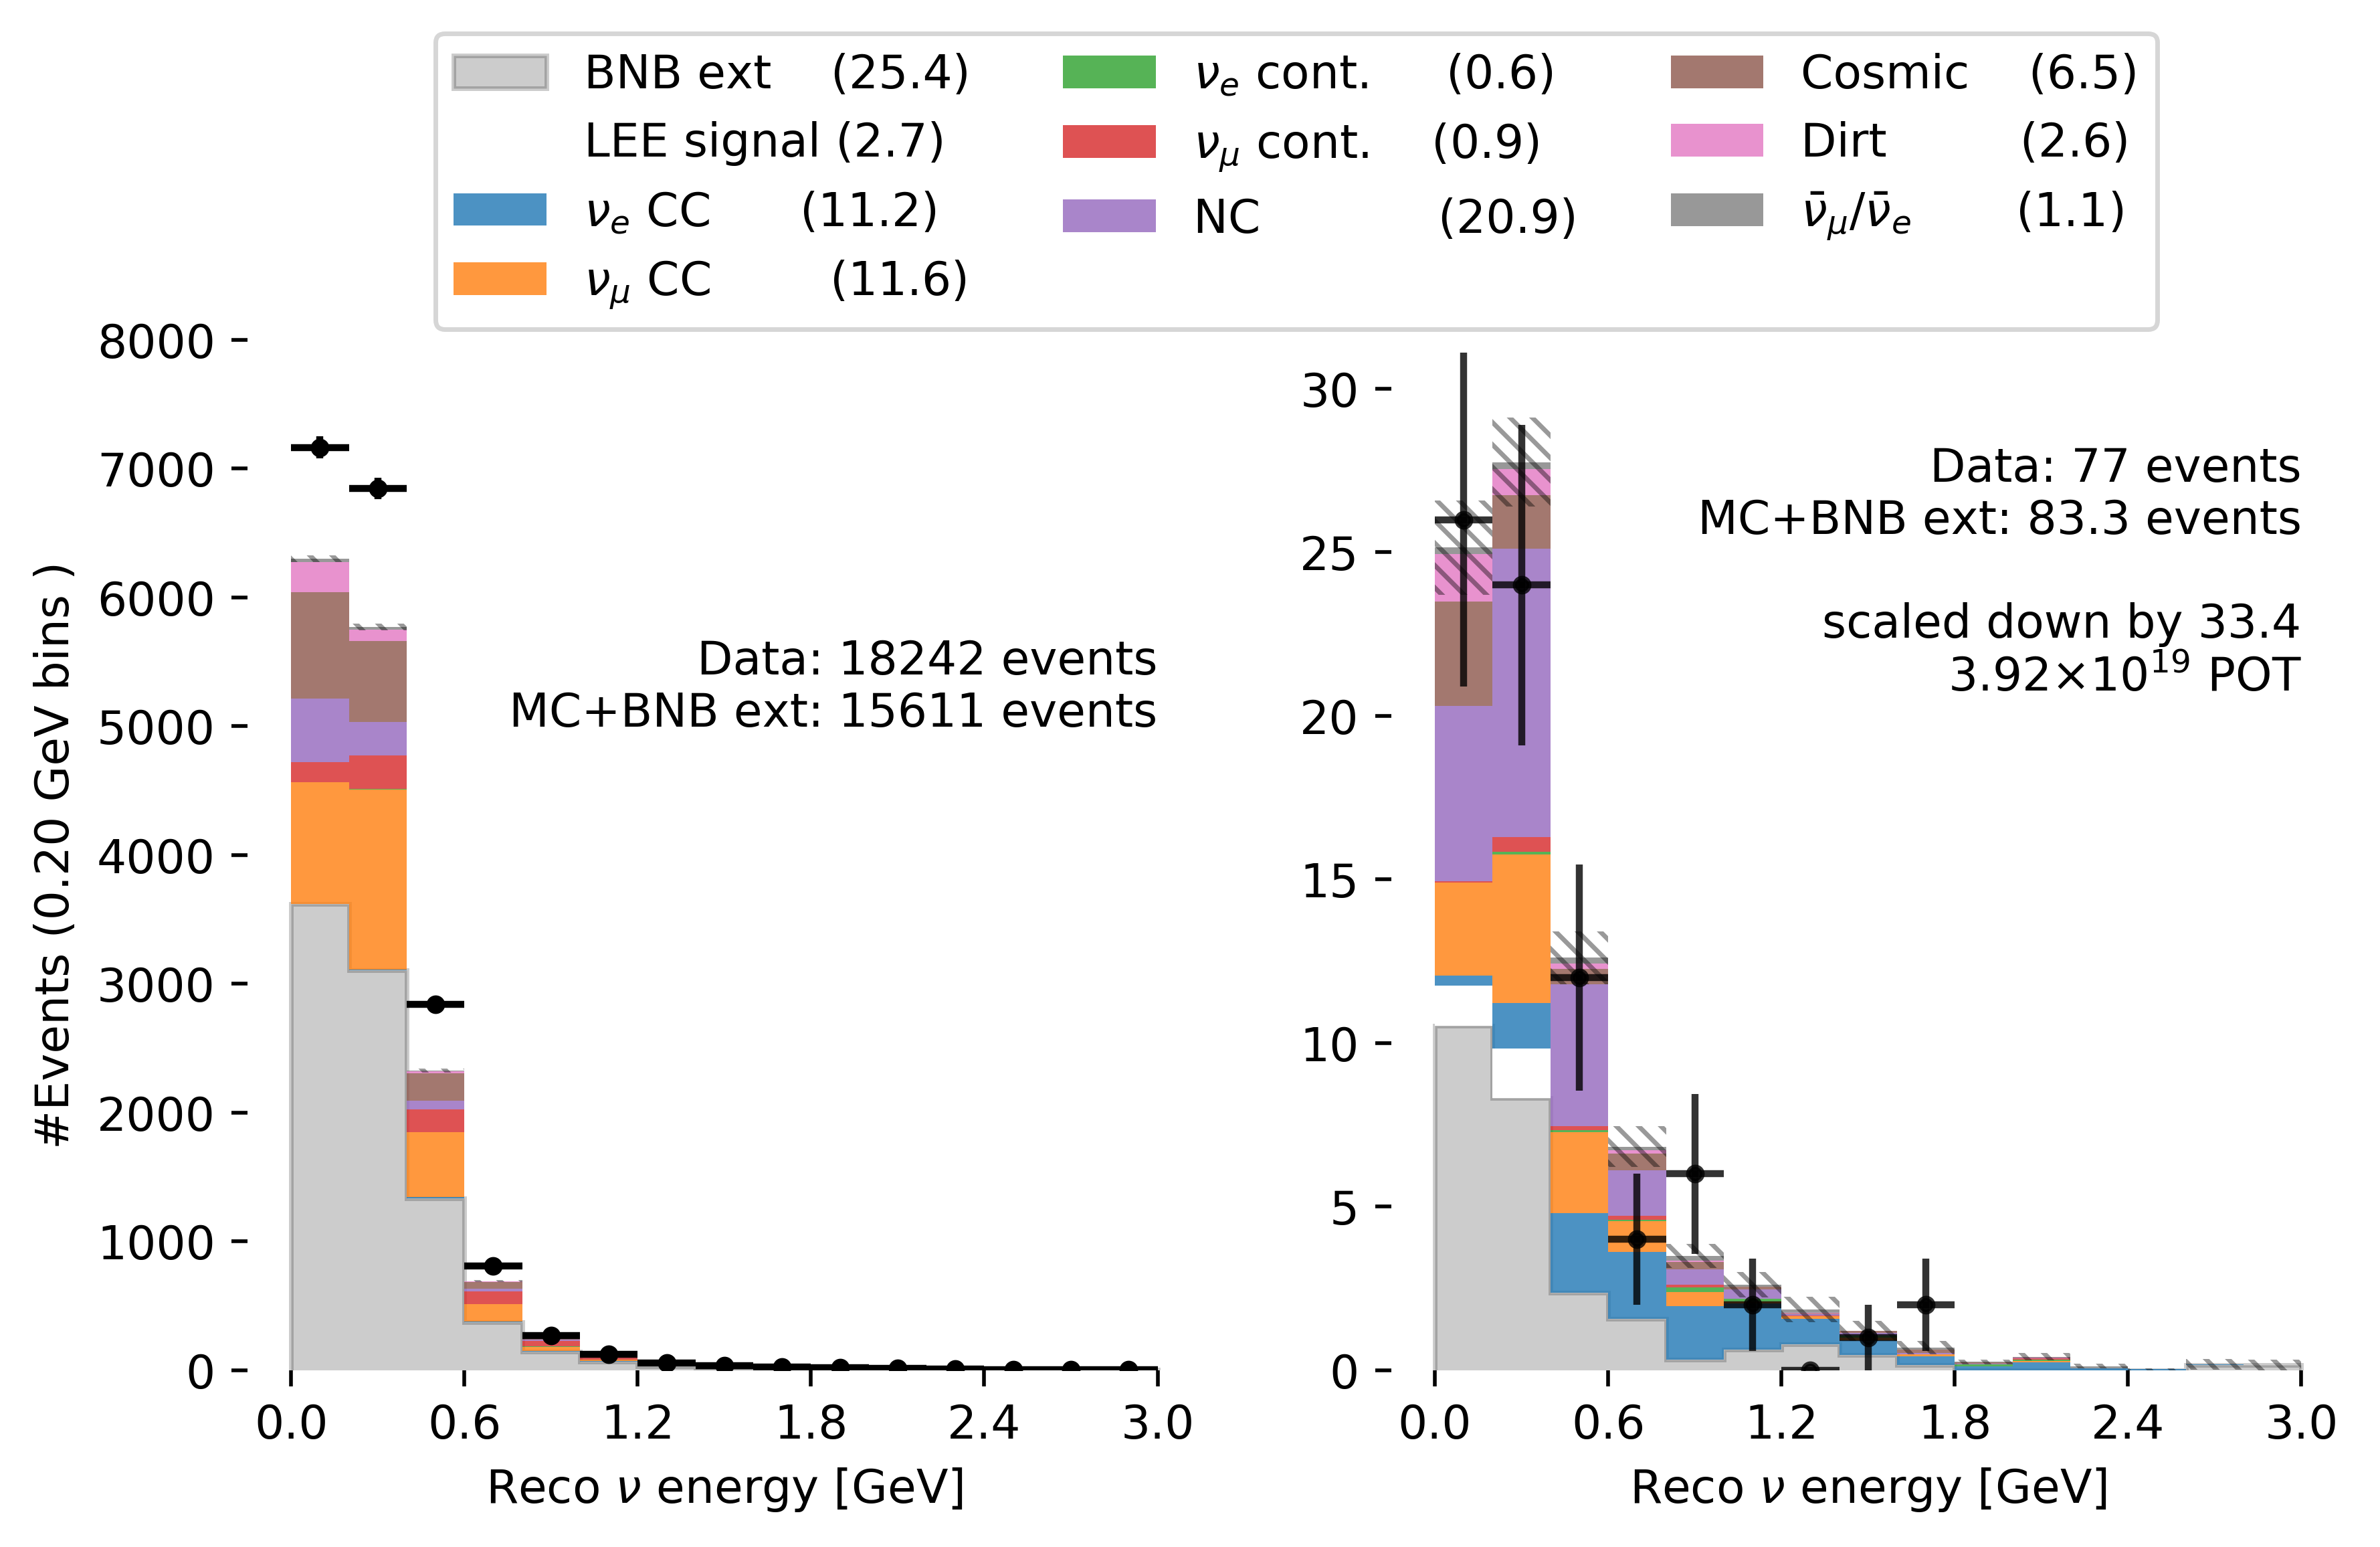 BNB ext (25.4)
LEE signal (2.7)
νe CC (11.2)
νμ CC (11.6)
νe cont. (0.6)
νμ cont. (0.9)
NC (20.9)
Cosmic (6.5)
Dirt (2.6)
ν̄μ/ν̄e (1.1)
#Events (0.20 GeV bins )
8000
7000
6000
5000
4000
3000
2000
1000
0
Data: 18242 events
MC+BNB ext: 15611 events
0.0 0.6 1.2 1.8 2.4 3.0
Reco ν energy [GeV]
30
25
20
15
10
5
0
Data: 77 events
MC+BNB ext: 83.3 events
scaled down by 33.4
3.92×10¹⁹ POT
0.0 0.6 1.2 1.8 2.4 3.0
Reco ν energy [GeV]